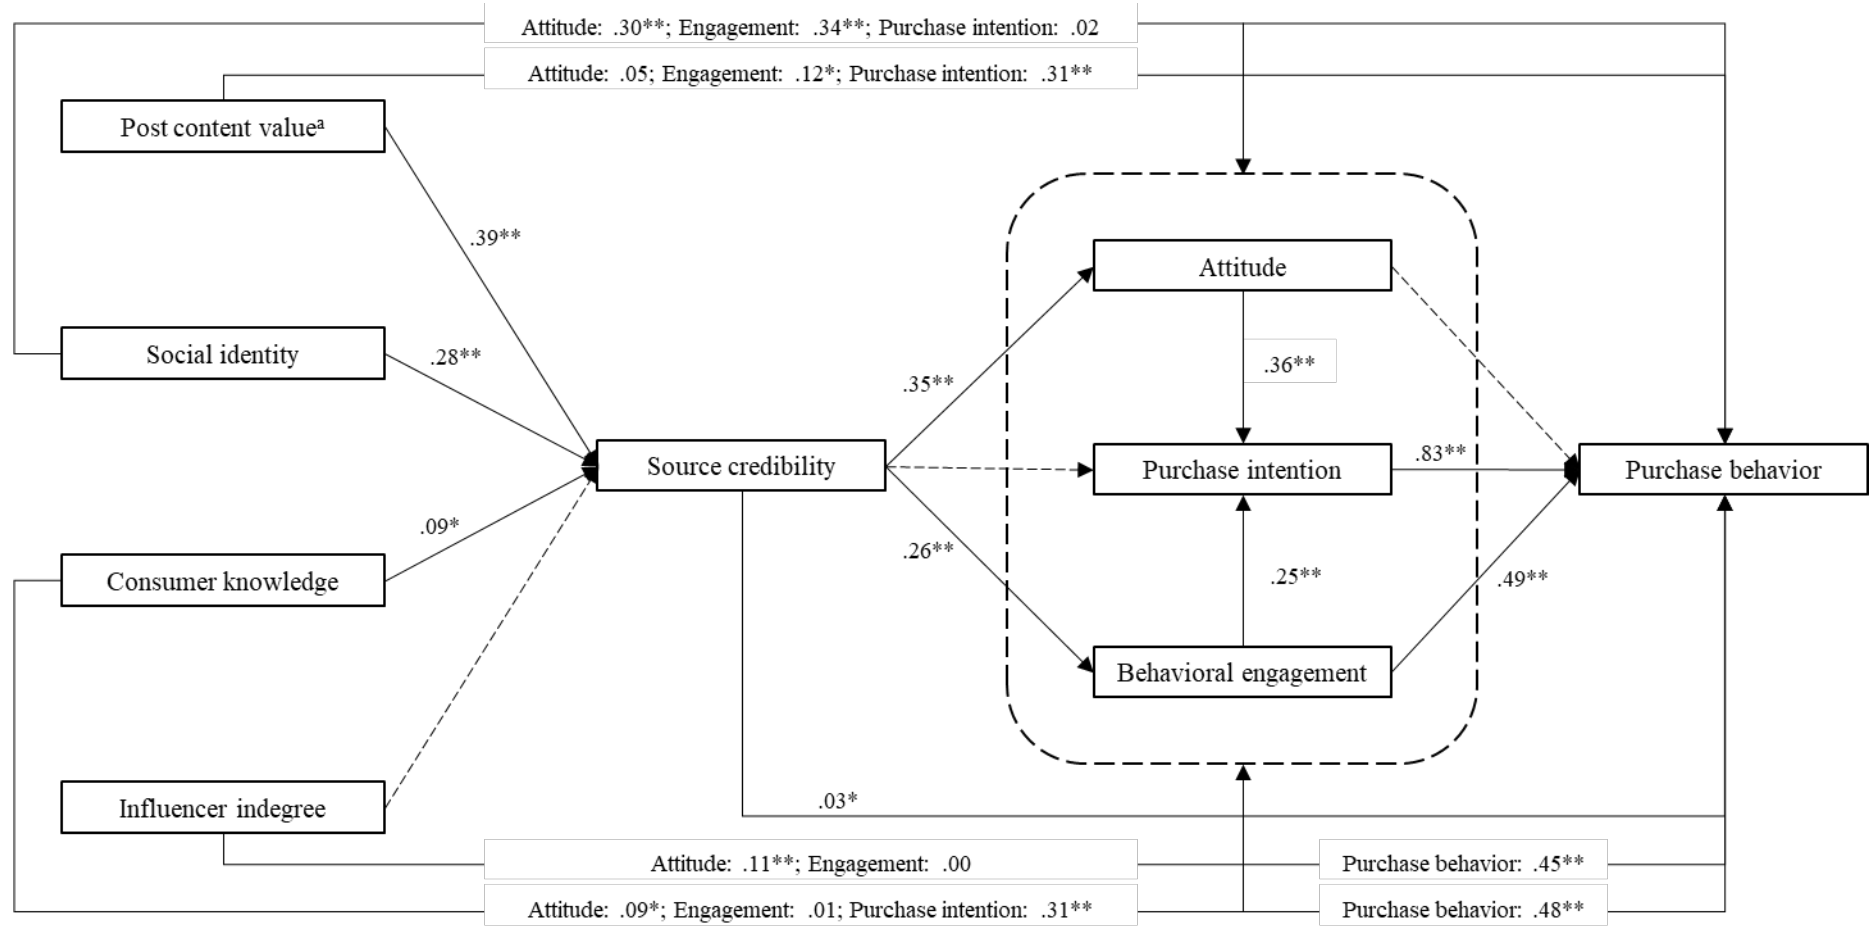 Attitude: .30**; Engagement: .34**; Purchase intention: .02
Attitude: .05; Engagement: .12*; Purchase intention: .31**
Post content valueᵃ
.39**
Attitude
Social identity
.28**
.36**
.35**
Source credibility
Purchase intention
.83**
Purchase behavior
.09*
.26**
Consumer knowledge
.25**
.49**
Behavioral engagement
.03*
Influencer indegree
Attitude: .11**; Engagement: .00
Purchase behavior: .45**
Attitude: .09*; Engagement: .01; Purchase intention: .31**
Purchase behavior: .48**